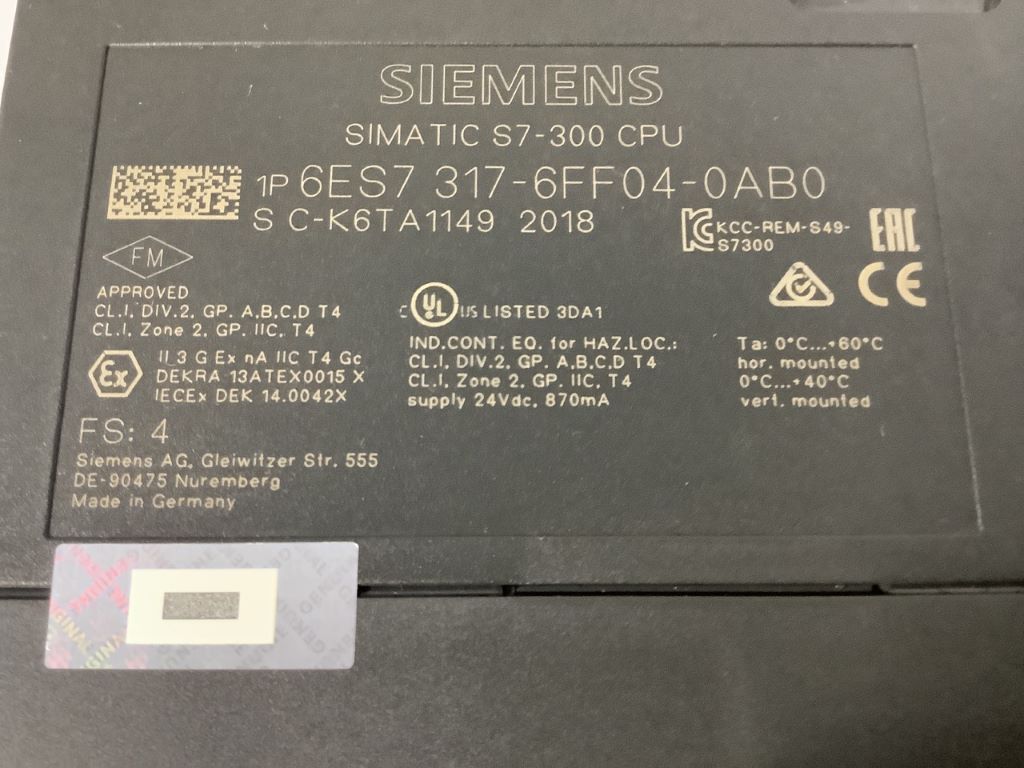 SIEMENS
SIMATIC S7-300 CPU
1P 6ES7 317-6FF04-0AB0
S C-K6TA1149 2018
KCC-REM-S49-
S7300
EAC
CE
FM
APPROVED
CL.I, DIV.2, GP. A,B,C,D T4
CL.I, Zone 2, GP. IIC, T4
Ex
II 3 G Ex nA IIC T4 Gc
DEKRA 13ATEX0015 X
IECEx DEK 14.0042X
C UL US LISTED 3DA1
IND.CONT. EQ. for HAZ.LOC.:
CL.I, DIV.2, GP. A,B,C,D T4
CL.I, Zone 2, GP. IIC, T4
supply 24Vdc, 870mA
Ta: 0°C...+60°C
hor. mounted
0°C...+40°C
vert. mounted
FS: 4
Siemens AG, Gleiwitzer Str. 555
DE-90475 Nuremberg
Made in Germany